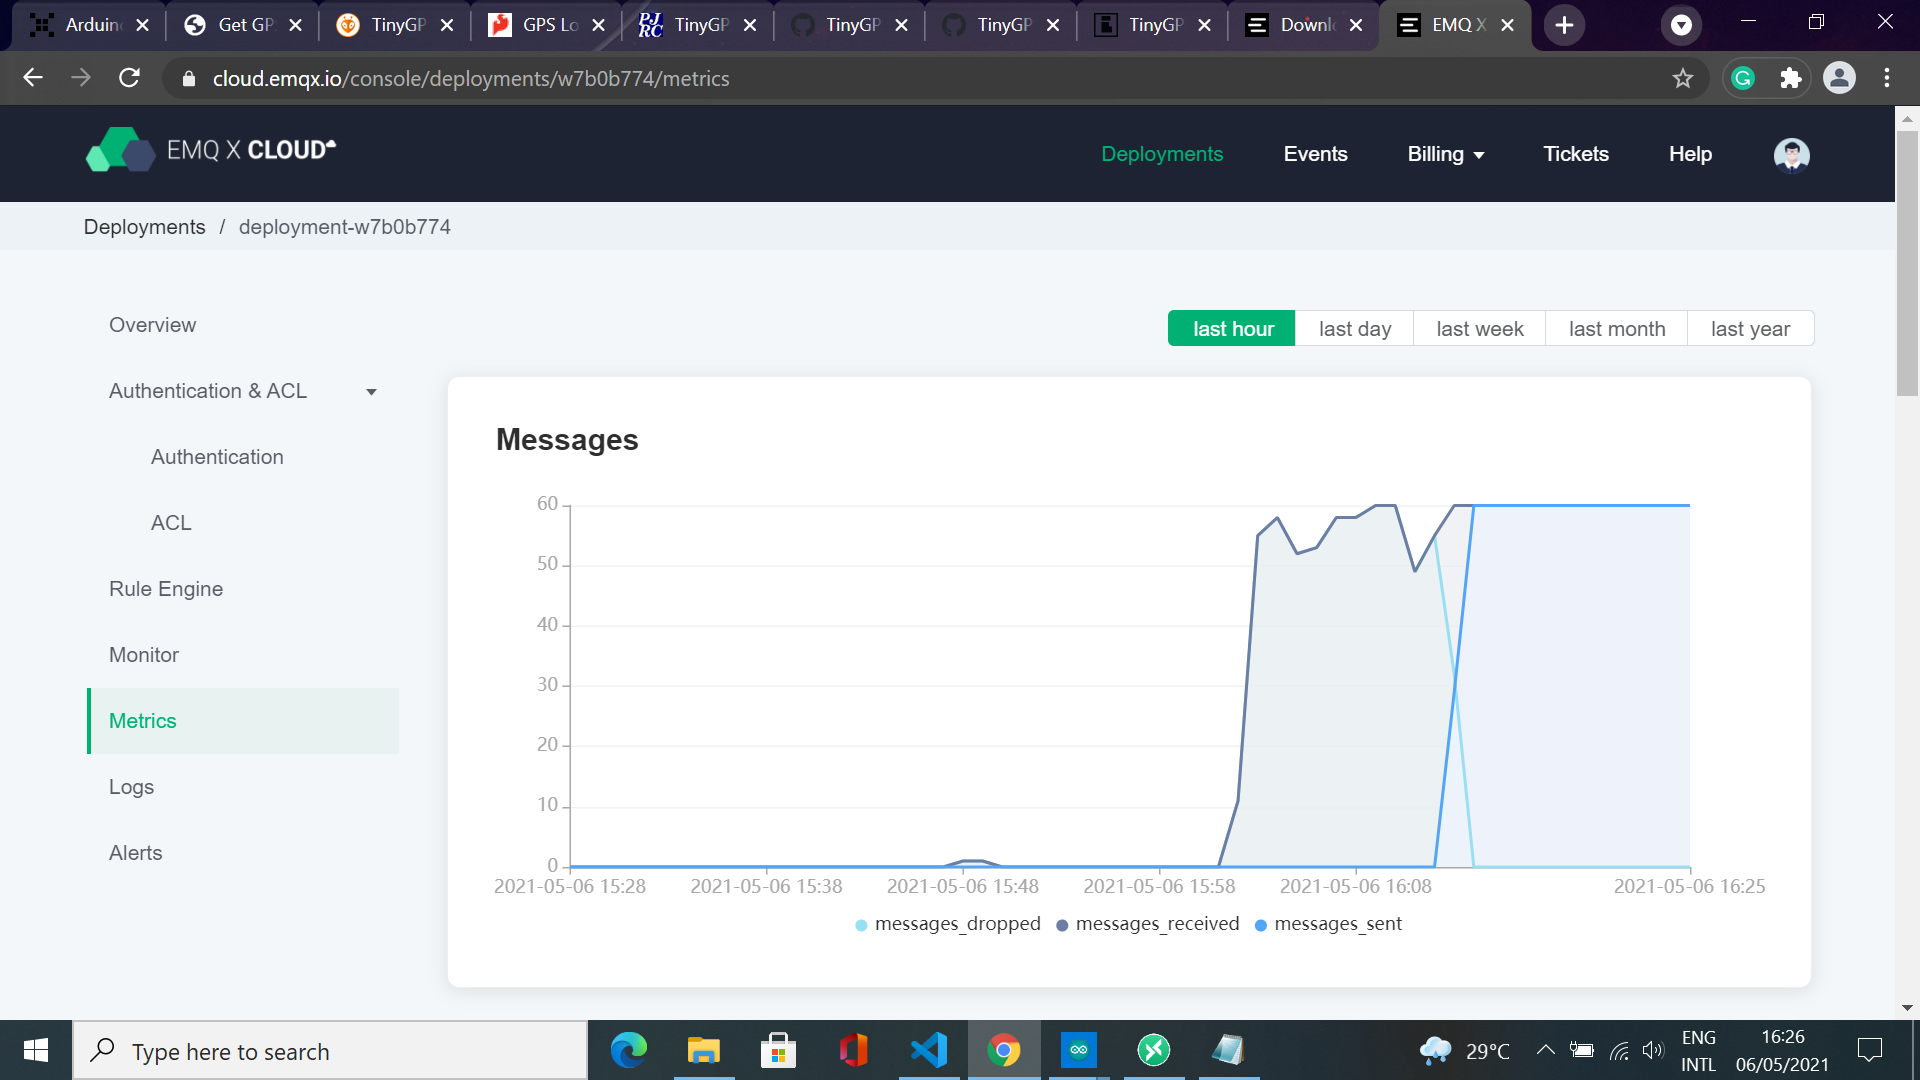 Arduin
Get GP
TinyGP
GPS Lo
PJRC
TinyGP
TinyGP
TinyGP
TinyGP
Downl
EMQ X
cloud.emqx.io/console/deployments/w7b0b774/metrics
EMQ X CLOUD
Deployments
Events
Billing
Tickets
Help
Deployments / deployment-w7b0b774
Overview
Authentication & ACL
Authentication
ACL
Rule Engine
Monitor
Metrics
Logs
Alerts
last hour
last day
last week
last month
last year
Messages
60
50
40
30
20
10
0
2021-05-06 15:28
2021-05-06 15:38
2021-05-06 15:48
2021-05-06 15:58
2021-05-06 16:08
2021-05-06 16:25
messages_dropped
messages_received
messages_sent
Type here to search
29°C
ENG
INTL
16:26
06/05/2021